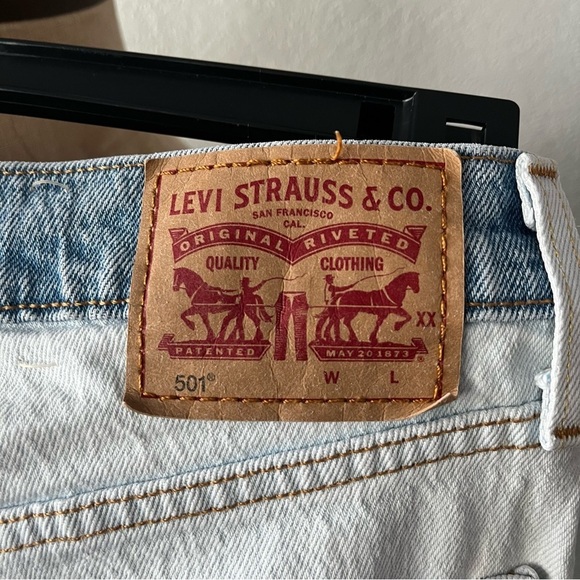 LEVI STRAUSS & CO.
SAN FRANCISCO
CAL.
ORIGINAL RIVETED
QUALITY CLOTHING
XX
PATENTED MAY 20 1873
501® W L